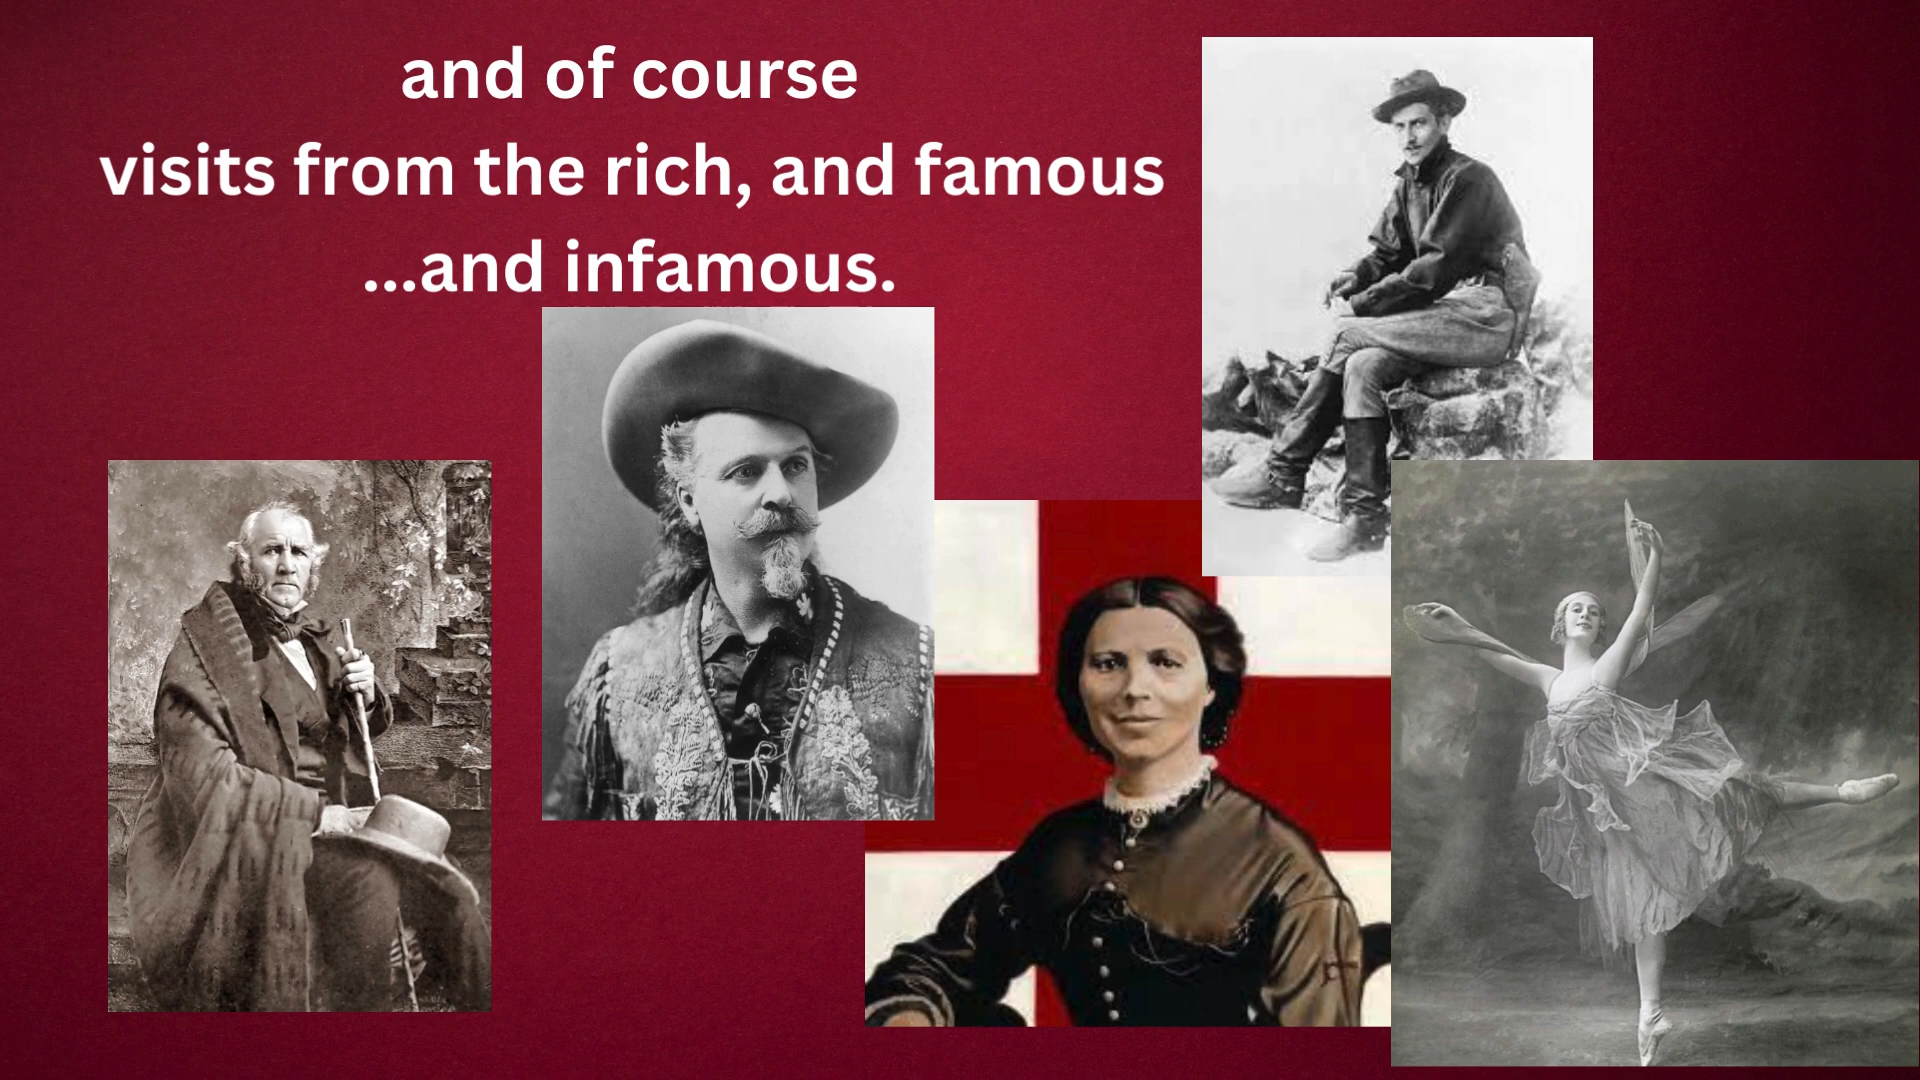 and of course
visits from the rich, and famous
...and infamous.